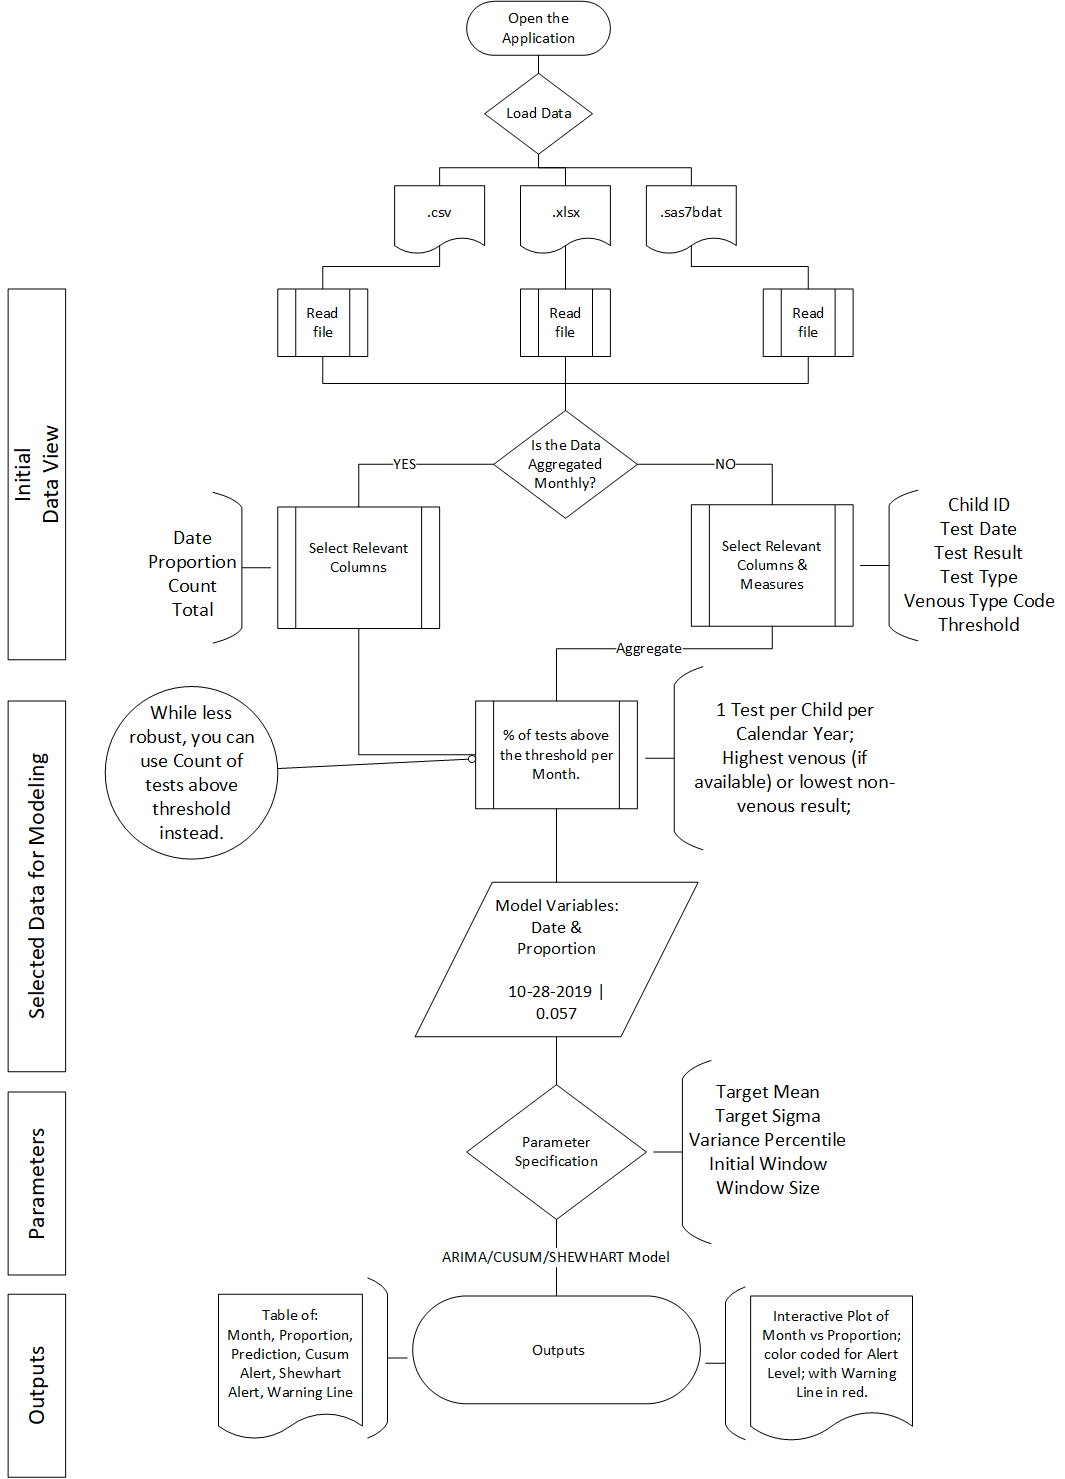 Open the
Application
Load Data
.csv
.xlsx
.sas7bdat
Read
file
Read
file
Read
file
Initial
Data View
Is the Data
Aggregated
Monthly?
YES
NO
Date
Proportion
Count
Total
Select Relevant
Columns
Select Relevant
Columns &
Measures
Child ID
Test Date
Test Result
Test Type
Venous Type Code
Threshold
Aggregate
Selected Data for Modeling
While less
robust, you can
use Count of
tests above
threshold
instead.
% of tests above
the threshold per
Month.
1 Test per Child per
Calendar Year;
Highest venous (if
available) or lowest non-
venous result;
Model Variables:
Date &
Proportion
10-28-2019 |
0.057
Parameters
Parameter
Specification
Target Mean
Target Sigma
Variance Percentile
Initial Window
Window Size
ARIMA/CUSUM/SHEWHART Model
Outputs
Table of:
Month, Proportion,
Prediction, Cusum
Alert, Shewhart
Alert, Warning Line
Outputs
Interactive Plot of
Month vs Proportion;
color coded for Alert
Level; with Warning
Line in red.